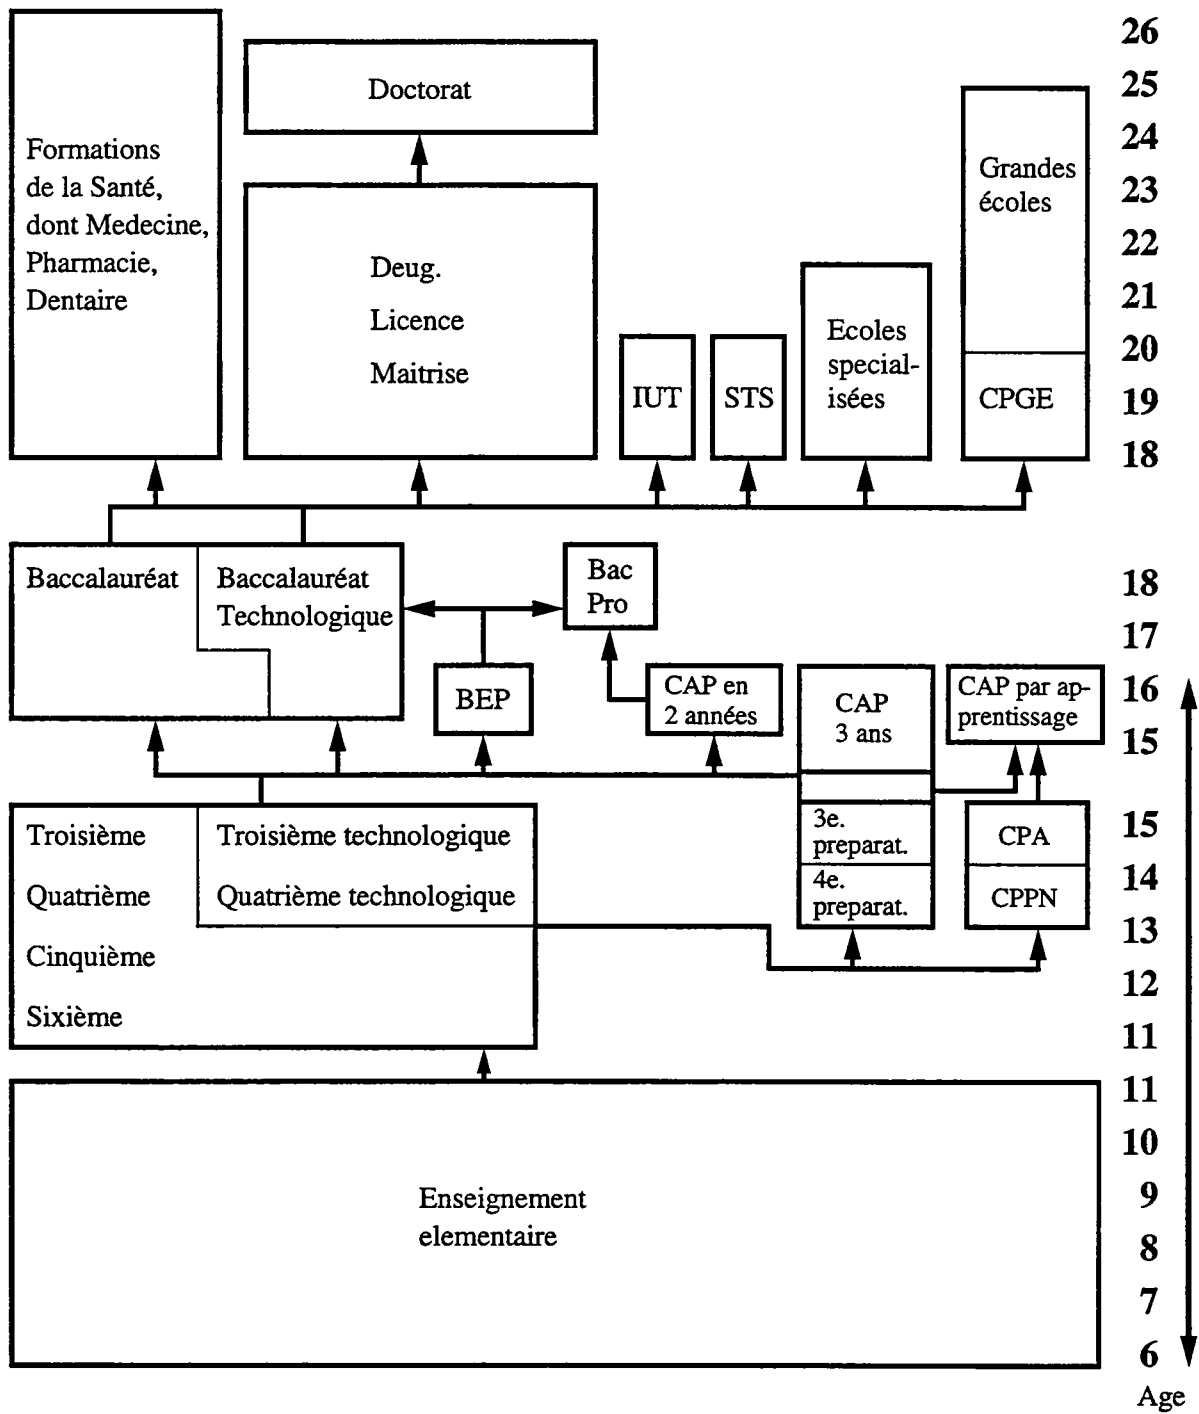 26
25
24
23
22
21
20
19
18
Formations
de la Santé,
dont Medecine,
Pharmacie,
Dentaire
Doctorat
Deug.
Licence
Maitrise
IUT
STS
Ecoles
special-
isées
Grandes
écoles
CPGE
Baccalauréat
Baccalauréat
Technologique
Bac
Pro
18
17
16
15
BEP
CAP en
2 années
CAP
3 ans
CAP par ap-
prentissage
Troisième
Troisième technologique
Quatrième
Quatrième technologique
Cinquième
Sixième
3e.
preparat.
4e.
preparat.
CPA
CPPN
15
14
13
12
11
Enseignement
elementaire
11
10
9
8
7
6
Age